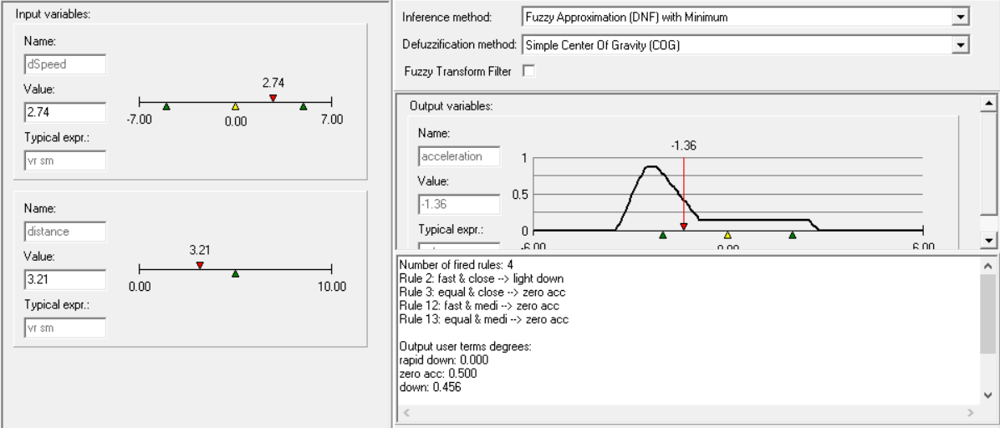 Input variables:
Name:
dSpeed
Value:
2.74
2.74
-7.00 0.00 7.00
Typical expr.:
vr sm
Name:
distance
Value:
3.21
3.21
0.00 10.00
Typical expr.:
vr sm
Inference method: Fuzzy Approximation (DNF) with Minimum
Defuzzification method: Simple Center Of Gravity (COG)
Fuzzy Transform Filter
Output variables:
Name:
acceleration
-1.36
1
Value:
0.5
-1.36
Typical expr.:
0
-6.00 0.00 6.00
Number of fired rules: 4
Rule 2: fast & close --> light down
Rule 3: equal & close --> zero acc
Rule 12: fast & medi --> zero acc
Rule 13: equal & medi --> zero acc
Output user terms degrees:
rapid down: 0.000
zero acc: 0.500
down: 0.456